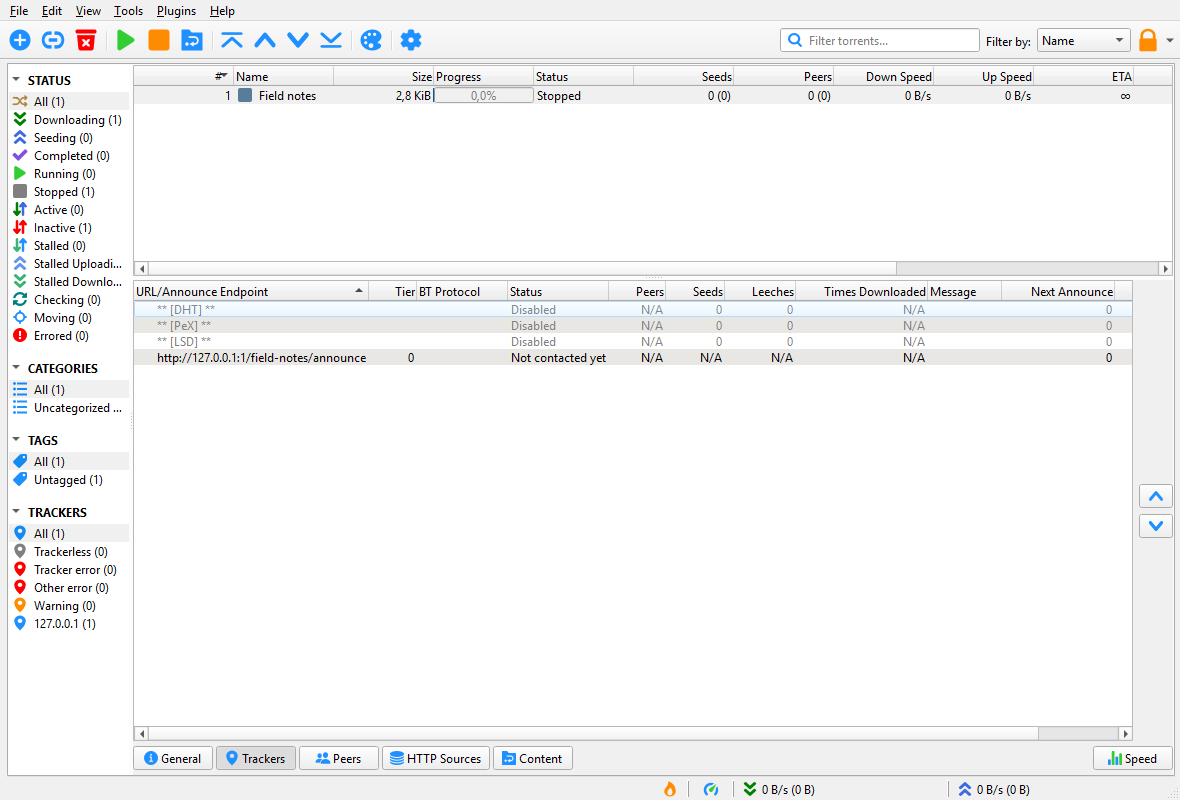 File Edit View Tools Plugins Help
Filter torrents... Filter by: Name
STATUS
All (1)
Downloading (1)
Seeding (0)
Completed (0)
Running (0)
Stopped (1)
Active (0)
Inactive (1)
Stalled (0)
Stalled Uploadi...
Stalled Downlo...
Checking (0)
Moving (0)
Errored (0)
CATEGORIES
All (1)
Uncategorized ...
TAGS
All (1)
Untagged (1)
TRACKERS
All (1)
Trackerless (0)
Tracker error (0)
Other error (0)
Warning (0)
127.0.0.1 (1)
# Name Size Progress Status Seeds Peers Down Speed Up Speed ETA
1 Field notes 2,8 KiB 0,0% Stopped 0 (0) 0 (0) 0 B/s 0 B/s ∞
URL/Announce Endpoint Tier BT Protocol Status Peers Seeds Leeches Times Downloaded Message Next Announce
** [DHT] ** Disabled N/A 0 0 N/A 0
** [PeX] ** Disabled N/A 0 0 N/A 0
** [LSD] ** Disabled N/A 0 0 N/A 0
http://127.0.0.1:1/field-notes/announce 0 Not contacted yet N/A N/A N/A N/A 0
General Trackers Peers HTTP Sources Content Speed
0 B/s (0 B) 0 B/s (0 B)